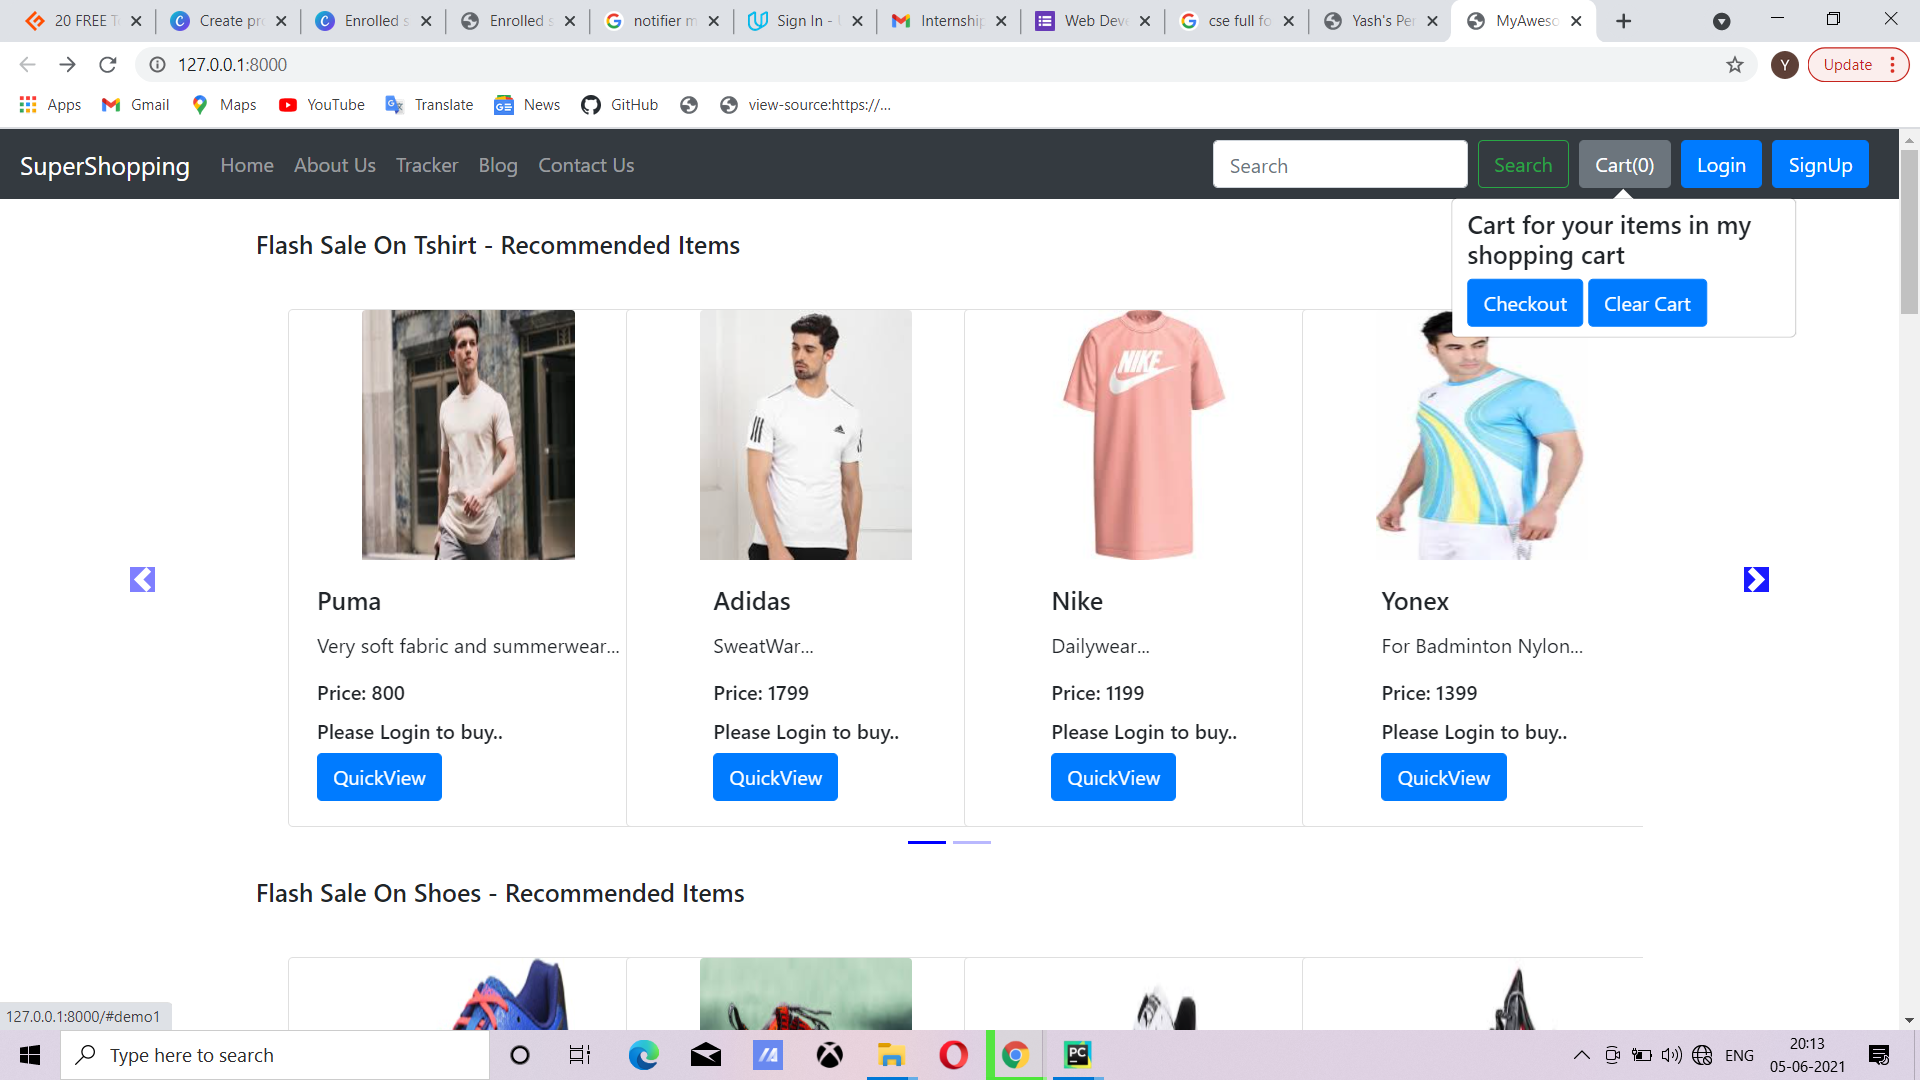 20 FREE T
Create pr
Enrolled s
Enrolled s
notifier m
Sign In -
Internship
Web Deve
cse full fo
Yash's Per
MyAweso
127.0.0.1:8000
Y
Update
Apps
Gmail
Maps
YouTube
Translate
News
GitHub
view-source:https://...
SuperShopping
Home
About Us
Tracker
Blog
Contact Us
Search
Search
Cart(0)
Login
SignUp
Cart for your items in my
shopping cart
Checkout
Clear Cart
Flash Sale On Tshirt - Recommended Items
NIKE
Puma
Adidas
Nike
Yonex
Very soft fabric and summerwear...
SweatWar...
Dailywear...
For Badminton Nylon...
Price: 800
Price: 1799
Price: 1199
Price: 1399
Please Login to buy..
Please Login to buy..
Please Login to buy..
Please Login to buy..
QuickView
QuickView
QuickView
QuickView
Flash Sale On Shoes - Recommended Items
127.0.0.1:8000/#demo1
Type here to search
PC
ENG
20:13
05-06-2021